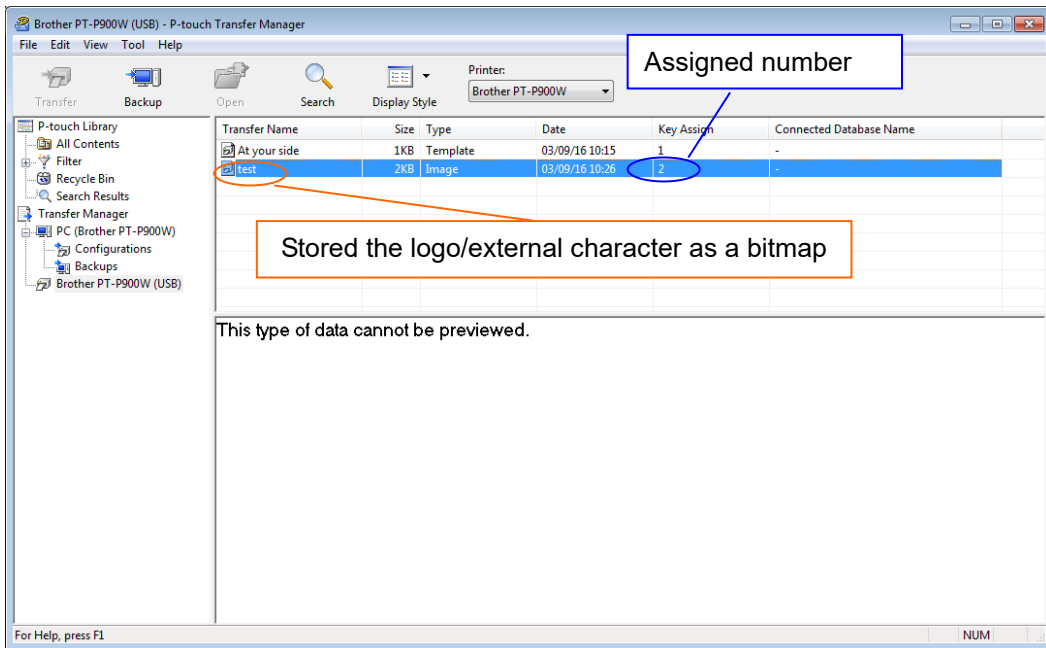 Brother PT-P900W (USB) - P-touch Transfer Manager
File Edit View Tool Help
Assigned number
Transfer Backup Open Search Display Style Printer:
Brother PT-P900W
P-touch Library
All Contents
Filter
Recycle Bin
Search Results
Transfer Manager
PC (Brother PT-P900W)
Configurations
Backups
Brother PT-P900W (USB)
Transfer Name Size Type Date Key Assign Connected Database Name
At your side 1KB Template 03/09/16 10:15 1 -
test 2KB Image 03/09/16 10:26 2 -
Stored the logo/external character as a bitmap
This type of data cannot be previewed.
For Help, press F1 NUM